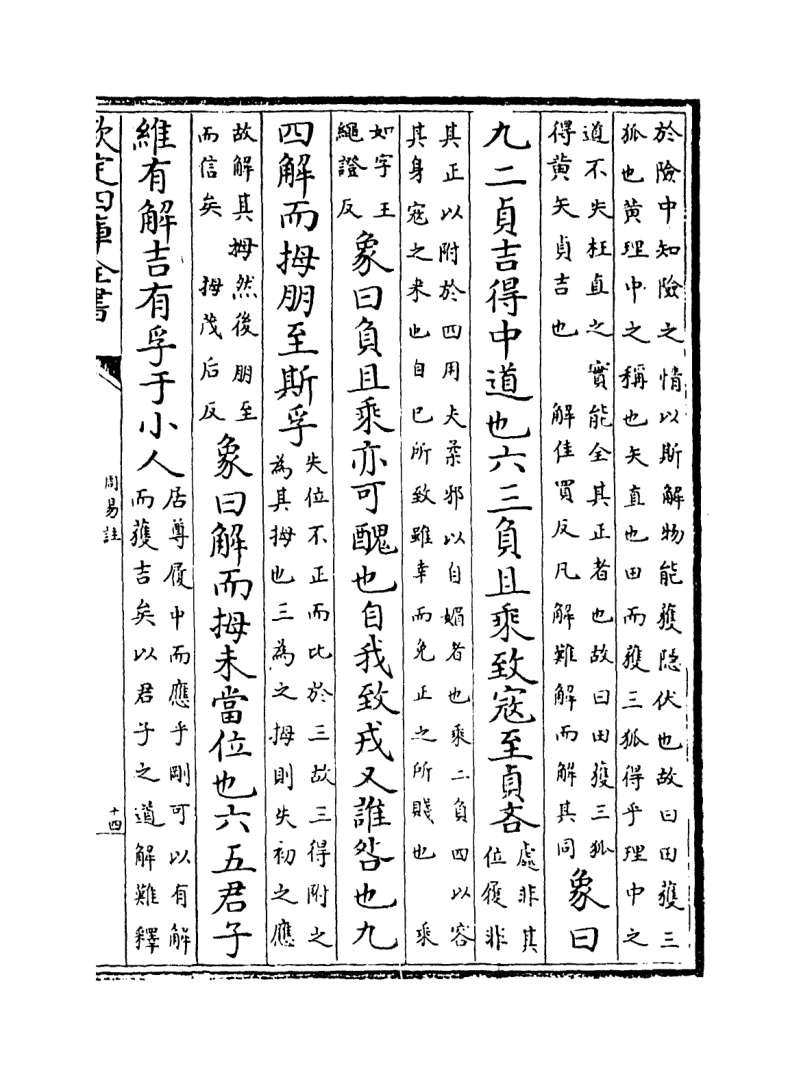 於險中知險之情以斯解物能獲隠伏也故曰田獲三
狐也黄理中之稱也矢直也田而獲三狐得乎理中之
道不失枉直之實能全其正者也故曰田獲三狐
得黄矢貞吉也　解佳買反凡解難解而解其同
象曰
九二貞吉得中道也六三負且乘致寇至貞吝
處非其
位履非
其正以附於四用夫柔邪以自媚者也乘二負四以容
其身寇之来也自已所致雖幸而免正之所賤也　乘
如字王
繩證反
象曰負且乘亦可醜也自我致戎又誰咎也九
四解而拇朋至斯孚
失位不正而比於三故三得附之
為其拇也三為之拇則失初之應
故解其拇然後朋至
而信矣　拇茂后反
象曰解而拇未當位也六五君子
維有解吉有孚于小人
居尊履中而應乎剛可以有解
而獲吉矣以君子之道解難釋
欽定四庫全書
周易註
十四